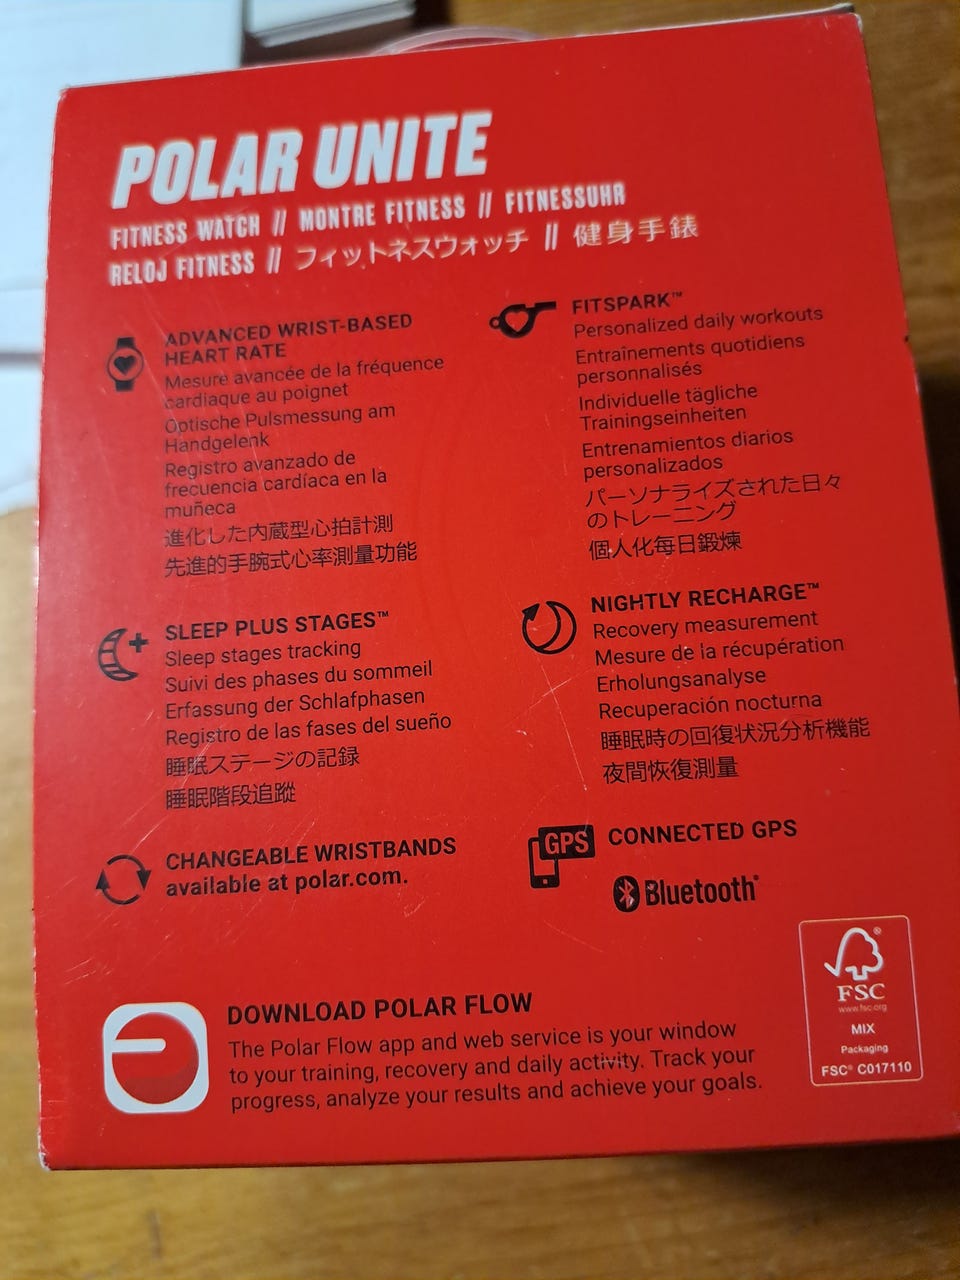 POLAR UNITE
FITNESS WATCH // MONTRE FITNESS // FITNESSUHR
RELOJ FITNESS // フィットネスウォッチ // 健身手錶
ADVANCED WRIST-BASED
HEART RATE
Mesure avancée de la fréquence
cardiaque au poignet
Optische Pulsmessung am
Handgelenk
Registro avanzado de
frecuencia cardíaca en la
muñeca
進化した内蔵型心拍計測
先進的手腕式心率測量功能
FITSPARK™
Personalized daily workouts
Entraînements quotidiens
personnalisés
Individuelle tägliche
Trainingseinheiten
Entrenamientos diarios
personalizados
パーソナライズされた日々
のトレーニング
個人化每日鍛煉
SLEEP PLUS STAGES™
Sleep stages tracking
Suivi des phases du sommeil
Erfassung der Schlafphasen
Registro de las fases del sueño
睡眠ステージの記録
睡眠階段追蹤
NIGHTLY RECHARGE™
Recovery measurement
Mesure de la récupération
Erholungsanalyse
Recuperación nocturna
睡眠時の回復状況分析機能
夜間恢復測量
CHANGEABLE WRISTBANDS
available at polar.com.
GPS
CONNECTED GPS
Bluetooth®
DOWNLOAD POLAR FLOW
The Polar Flow app and web service is your window
to your training, recovery and daily activity. Track your
progress, analyze your results and achieve your goals.
®
FSC
www.fsc.org
MIX
Packaging
FSC® C017110